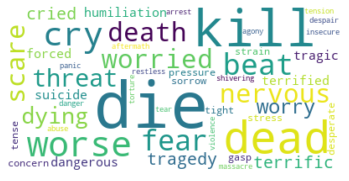 cried humiliation arrest agony tension
scare cry death kill despair insecure
forced worried strain tragic
aftermath
threat beat
panic restless shivering terrified
suicide pressure
danger sorrow
dying die nervous
torture tear tight worry
tense worse fear violence stress desperate
abuse dead
concern dangerous tragedy gasp terrific
massacre